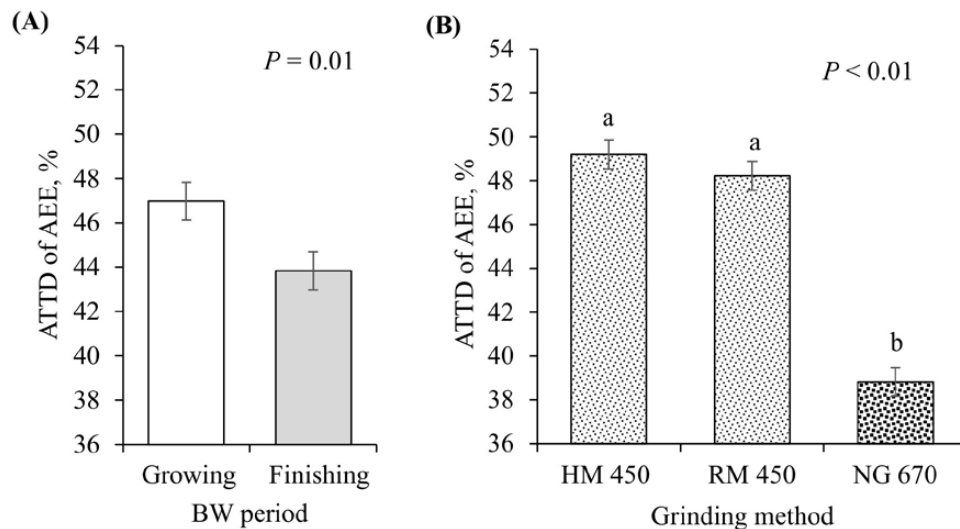 (A)
54
52
50
48
46
44
42
40
38
36
ATTD of AEE, %
P = 0.01
Growing Finishing
BW period
(B)
54
52
50
48
46
44
42
40
38
36
ATTD of AEE, %
P < 0.01
a
a
b
HM 450 RM 450 NG 670
Grinding method